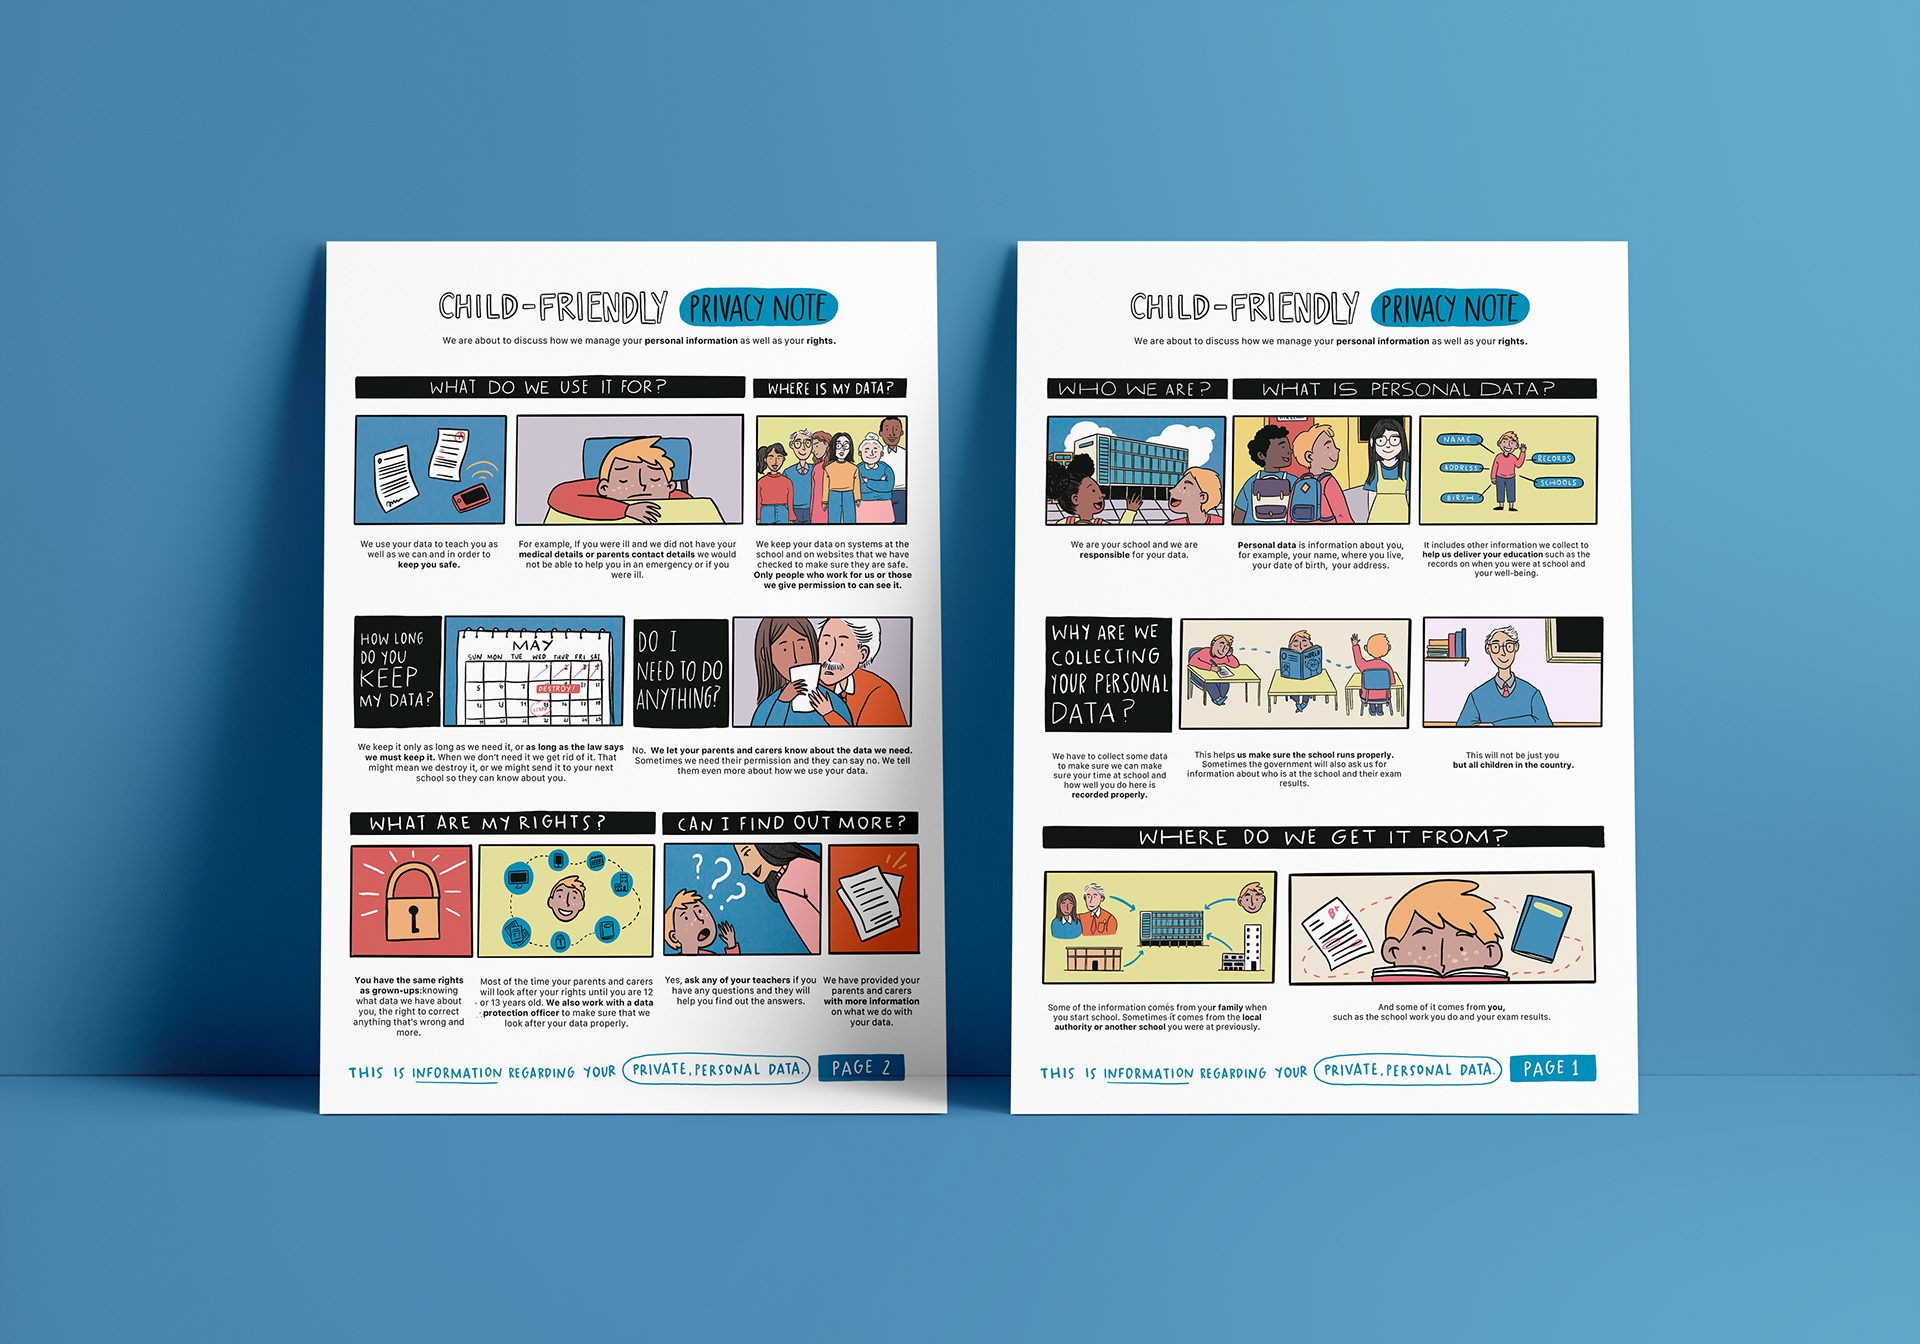 CHILD-FRIENDLY PRIVACY NOTE
We are about to discuss how we manage your personal information as well as your rights.
WHAT DO WE USE IT FOR?
We use your data to teach you as
well as we can and in order to
keep you safe.
For example, If you were ill and we did not have your
medical details or parents contact details we would
not be able to help you in an emergency or if you
were ill.
WHERE IS MY DATA?
We keep your data on systems at the
school and on websites that we have
checked to make sure they are safe.
Only people who work for us or those
we give permission to can see it.
HOW LONG
DO YOU
KEEP
MY DATA?
MAY
SUN MON TUE WED THUR FRI SAT
DESTROY!
We keep it only as long as we need it, or as long as the law says
we must keep it. When we don't need it we get rid of it. That
might mean we destroy it, or we might send it to your next
school so they can know about you.
DO I
NEED TO DO
ANYTHING?
No. We let your parents and carers know about the data we need.
Sometimes we need their permission and they can say no. We tell
them even more about how we use your data.
WHAT ARE MY RIGHTS?
You have the same rights
as grown-ups:knowing
what data we have about
you, the right to correct
anything that's wrong and
more.
Most of the time your parents and carers
will look after your rights until you are 12
or 13 years old. We also work with a data
protection officer to make sure that we
look after your data properly.
CAN I FIND OUT MORE?
? ? ?
Yes, ask any of your teachers if you
have any questions and they will
help you find out the answers.
We have provided your
parents and carers
with more information
on what we do with
your data.
THIS IS INFORMATION REGARDING YOUR PRIVATE, PERSONAL DATA. PAGE 2
CHILD-FRIENDLY PRIVACY NOTE
We are about to discuss how we manage your personal information as well as your rights.
WHO WE ARE?
We are your school and we are
responsible for your data.
WHAT IS PERSONAL DATA?
Personal data is information about you,
for example, your name, where you live,
your date of birth, your address.
NAME
ADDRESS
BIRTH
RECORDS
SCHOOLS
It includes other information we collect to
help us deliver your education such as the
records on when you were at school and
your well-being.
WHY ARE WE
COLLECTING
YOUR PERSONAL
DATA?
We have to collect some data
to make sure we can make
sure your time at school and
how well you do here is
recorded properly.
WORLD
This helps us make sure the school runs properly.
Sometimes the government will also ask us for
information about who is at the school and their exam
results.
This will not be just you
but all children in the country.
WHERE DO WE GET IT FROM?
Some of the information comes from your family when
you start school. Sometimes it comes from the local
authority or another school you were at previously.
B+
And some of it comes from you,
such as the school work you do and your exam results.
THIS IS INFORMATION REGARDING YOUR PRIVATE, PERSONAL DATA. PAGE 1